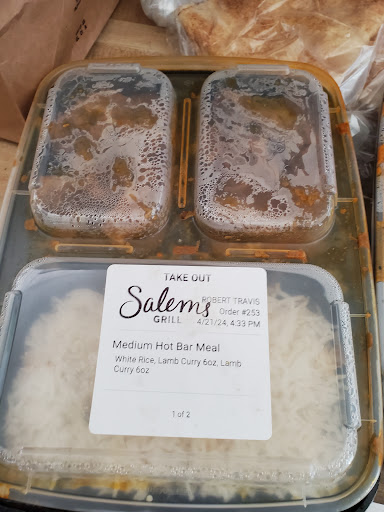 TAKE OUT
Salems
GRILL
ROBERT TRAVIS
Order #253
4/21/24, 4:33 PM
Medium Hot Bar Meal
White Rice, Lamb Curry 6oz, Lamb
Curry 6oz
1 of 2